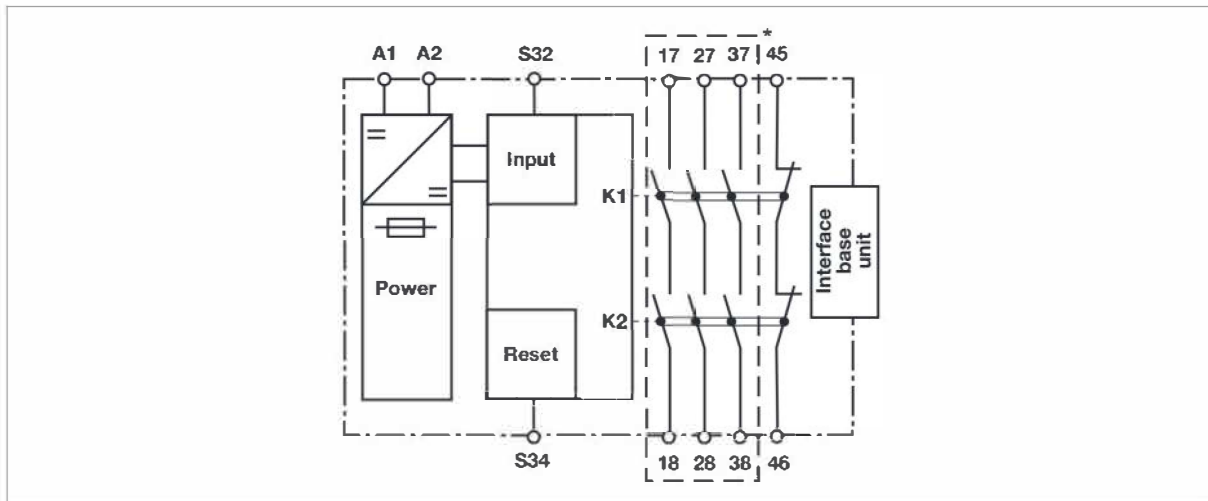 *
A1 A2 S32 17 27 37 45
Input
K1
Interface
base
unit
Power
K2
Reset
S34 18 28 38 46